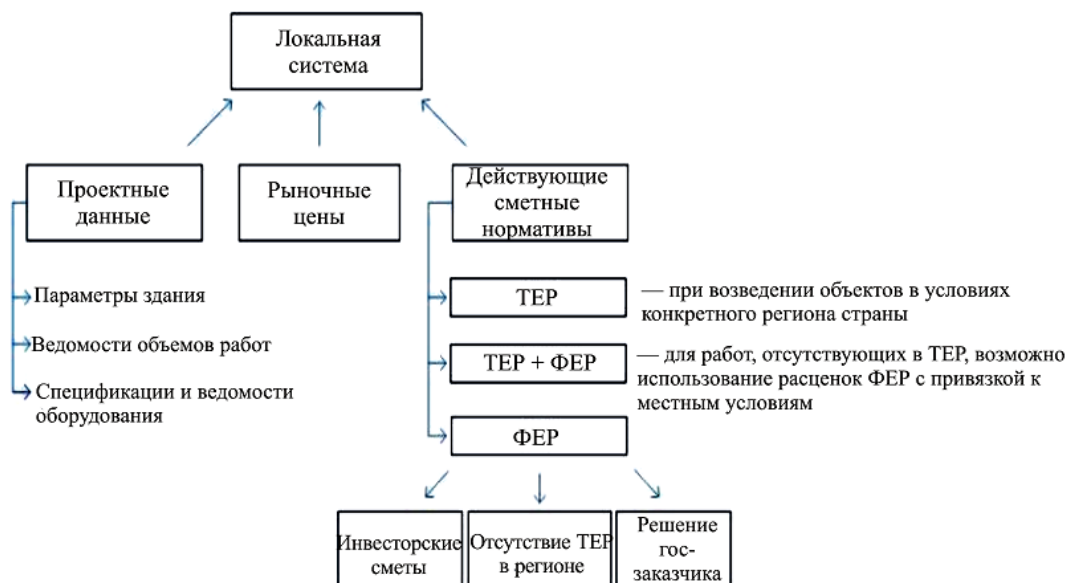 Локальная
система
Проектные
данные
Рыночные
цены
Действующие
сметные
нормативы
Параметры здания
Ведомости объемов работ
Спецификации и ведомости
оборудования
ТЕР
— при возведении объектов в условиях
конкретного региона страны
ТЕР + ФЕР
— для работ, отсутствующих в ТЕР, возможно
использование расценок ФЕР с привязкой к
местным условиям
ФЕР
Инвесторские
сметы
Отсутствие ТЕР
в регионе
Решение
гос-
заказчика